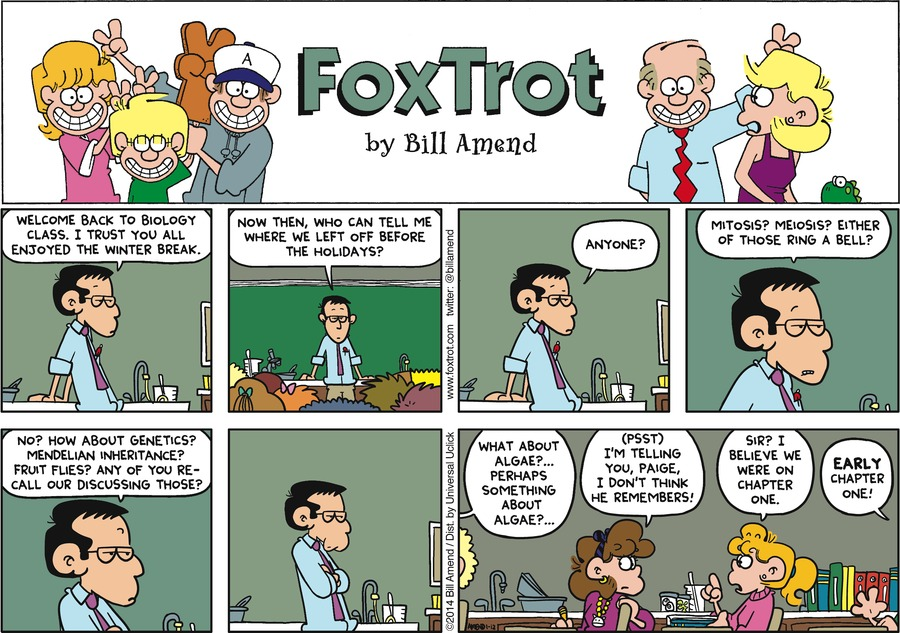 A
FoxTrot
by Bill Amend
WELCOME BACK TO BIOLOGY
CLASS. I TRUST YOU ALL
ENJOYED THE WINTER BREAK.
NOW THEN, WHO CAN TELL ME
WHERE WE LEFT OFF BEFORE
THE HOLIDAYS?
www.foxtrot.com twitter: @billamend
ANYONE?
MITOSIS? MEIOSIS? EITHER
OF THOSE RING A BELL?
NO? HOW ABOUT GENETICS?
MENDELIAN INHERITANCE?
FRUIT FLIES? ANY OF YOU RE-
CALL OUR DISCUSSING THOSE?
©2014 Bill Amend / Dist. by Universal Uclick
WHAT ABOUT
ALGAE?...
PERHAPS
SOMETHING
ABOUT
ALGAE?...
(PSST)
I'M TELLING
YOU, PAIGE,
I DON'T THINK
HE REMEMBERS!
SIR? I
BELIEVE WE
WERE ON
CHAPTER
ONE.
EARLY
CHAPTER
ONE!
AMEND 1-12